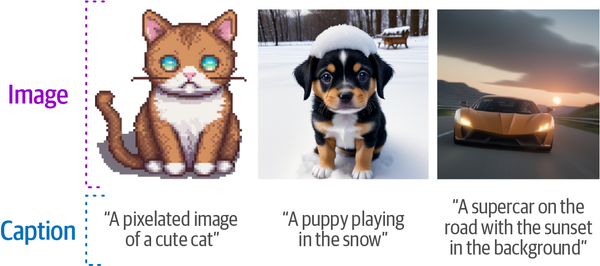 Image
Caption
“A pixelated image
of a cute cat”
“A puppy playing
in the snow”
“A supercar on the
road with the sunset
in the background”